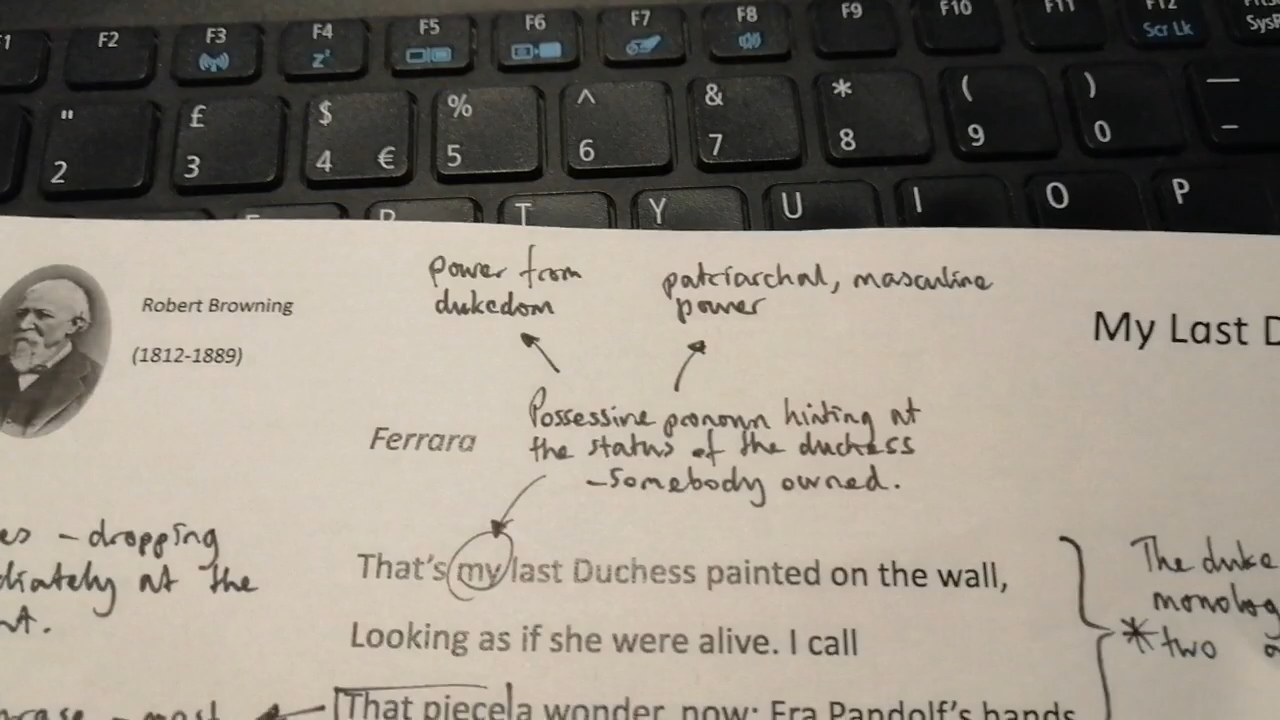 F2 F3 F4 F5 F6 F7 F8 F9 F10 F11 F12
Scr Lk
" £ $ % ^ & * ( ) —
2 3 4 € 5 6 7 8 9 0 -
T Y U I O P
power from
dukedom
patriarchal, masculine
power
Robert Browning
(1812-1889)
My Last
Possessive pronoun hinting at
the status of the duchess
-Somebody owned.
Ferrara
- dropping
at the
That's my last Duchess painted on the wall,
Looking as if she were alive. I call
That piece a wonder, now: Fra Pandolf's hands
The duke
two
- most